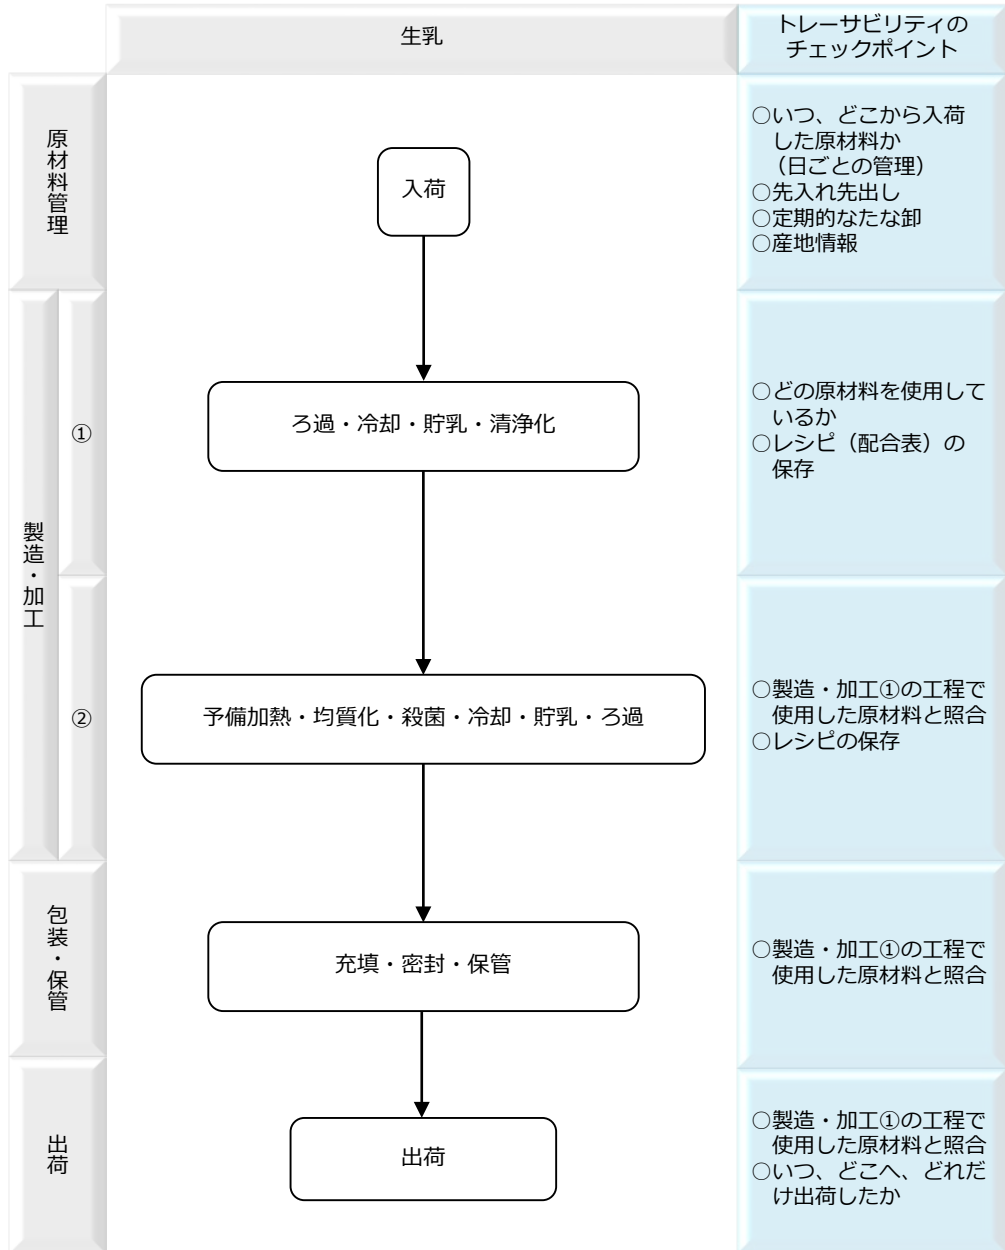 生乳
トレーサビリティの
チェックポイント
原材料管理
入荷
○いつ、どこから入荷
した原材料か
（日ごとの管理）
○先入れ先出し
○定期的なたな卸
○産地情報
製造・加工
①
ろ過・冷却・貯乳・清浄化
○どの原材料を使用して
いるか
○レシピ（配合表）の
保存
②
予備加熱・均質化・殺菌・冷却・貯乳・ろ過
○製造・加工①の工程で
使用した原材料と照合
○レシピの保存
包装・保管
充填・密封・保管
○製造・加工①の工程で
使用した原材料と照合
出荷
出荷
○製造・加工①の工程で
使用した原材料と照合
○いつ、どこへ、どれだ
け出荷したか